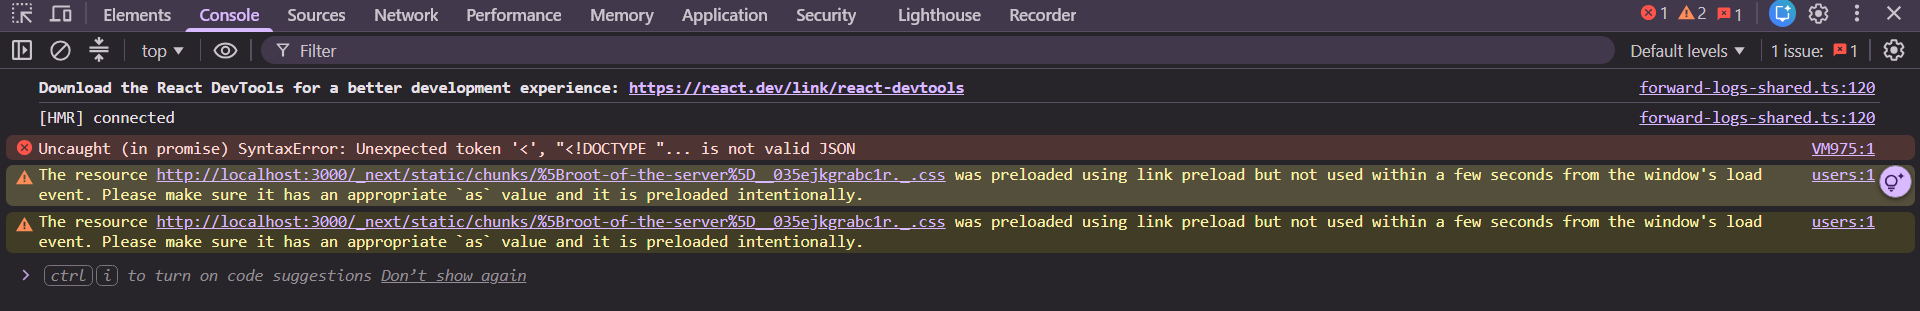 Elements Console Sources Network Performance Memory Application Security Lighthouse Recorder 1 2 1
top Filter Default levels 1 issue: 1
Download the React DevTools for a better development experience: https://react.dev/link/react-devtools forward-logs-shared.ts:120
[HMR] connected forward-logs-shared.ts:120
Uncaught (in promise) SyntaxError: Unexpected token '<', "<!DOCTYPE "... is not valid JSON VM975:1
The resource http://localhost:3000/_next/static/chunks/%5Broot-of-the-server%5D__035ejkgrabc1r._.css was preloaded using link preload but not used within a few seconds from the window's load users:1
event. Please make sure it has an appropriate `as` value and it is preloaded intentionally.
The resource http://localhost:3000/_next/static/chunks/%5Broot-of-the-server%5D__035ejkgrabc1r._.css was preloaded using link preload but not used within a few seconds from the window's load users:1
event. Please make sure it has an appropriate `as` value and it is preloaded intentionally.
ctrl i to turn on code suggestions Don’t show again